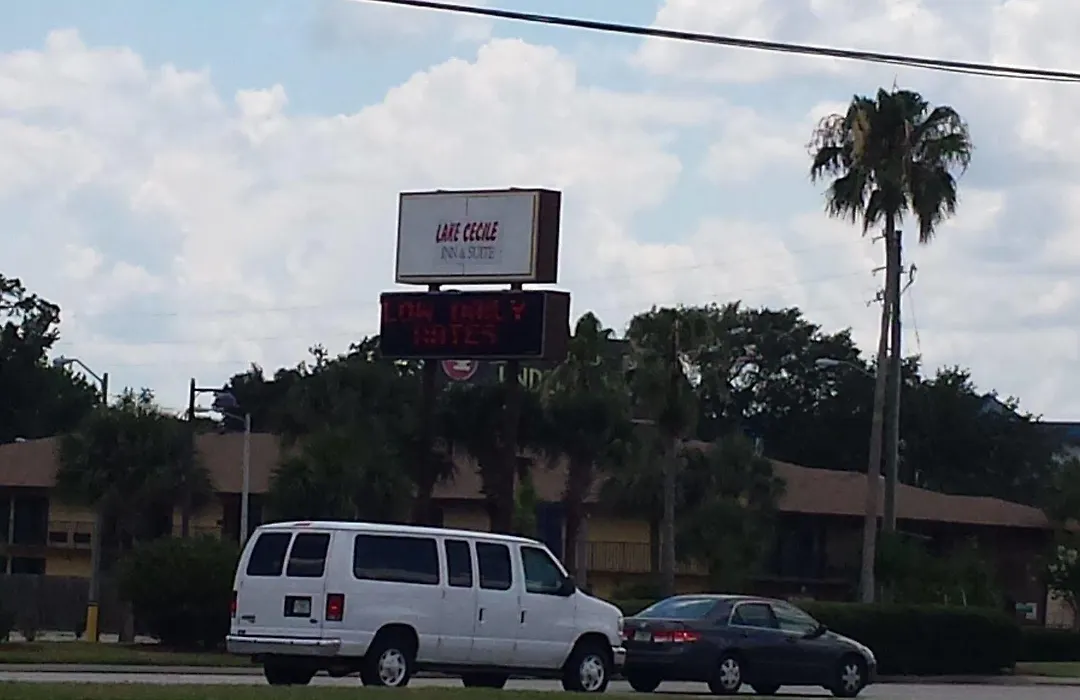 LAKE CECILE
INN & SUITE
LOW DAILY
RATES